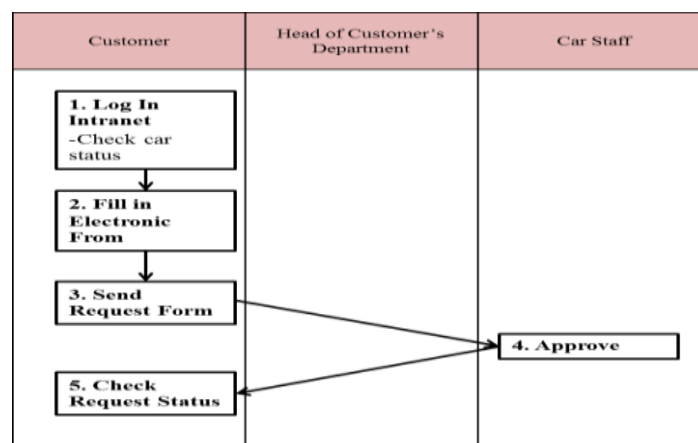 Customer
Head of Customer's
Department
Car Staff
1. Log In
Intranet
-Check car
status
2. Fill in
Electronic
From
3. Send
Request Form
4. Approve
5. Check
Request Status